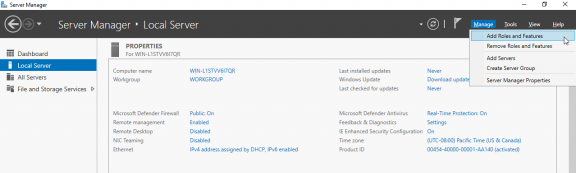 Server Manager
Server Manager • Local Server
Manage Tools View Help
Dashboard
Local Server
All Servers
File and Storage Services
PROPERTIES
For WIN-L1STVV6I7QR
Add Roles and Features
Remove Roles and Features
Add Servers
Create Server Group
Server Manager Properties
Computer name WIN-L1STVV6I7QR Last installed updates Never
Workgroup WORKGROUP Windows Update Download update
Last checked for updates Never
Microsoft Defender Firewall Public: On Microsoft Defender Antivirus Real-Time Protection: On
Remote management Enabled Feedback & Diagnostics Settings
Remote Desktop Disabled IE Enhanced Security Configuration On
NIC Teaming Disabled Time zone (UTC-08:00) Pacific Time (US & Canada)
Ethernet IPv4 address assigned by DHCP, IPv6 enabled Product ID 00454-40000-00001-AA140 (activated)